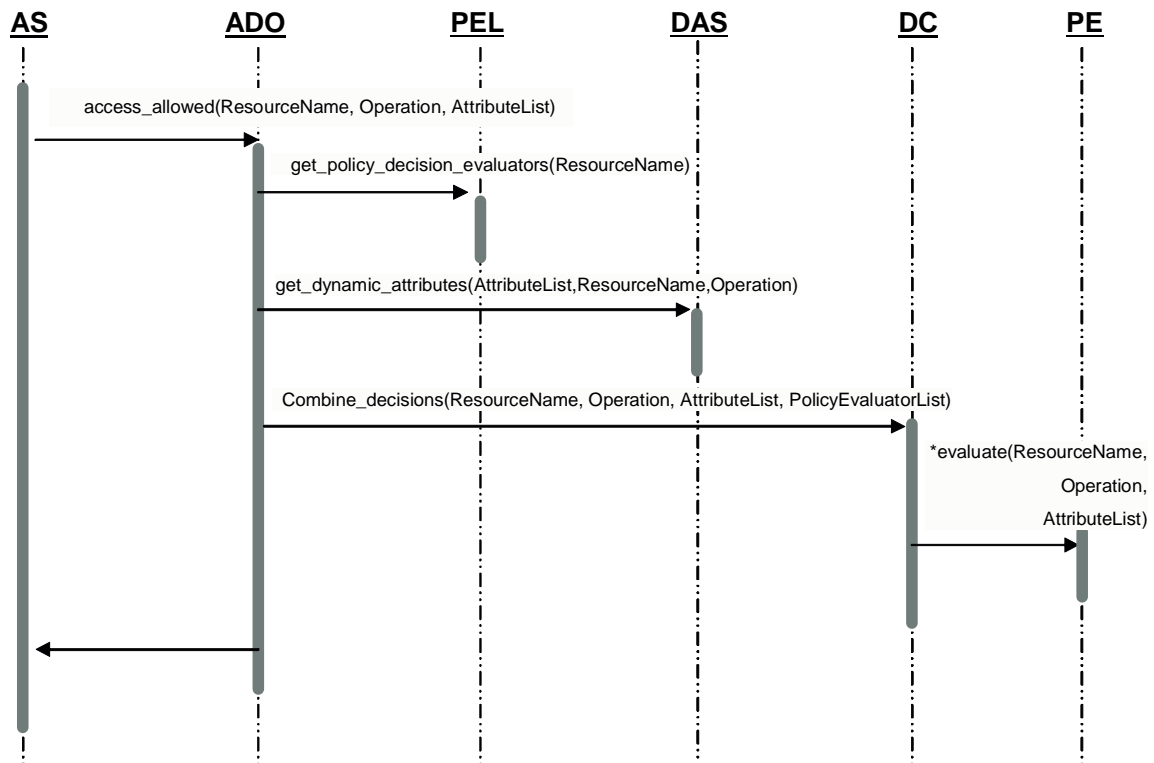 AS ADO PEL DAS DC PE
access_allowed(ResourceName, Operation, AttributeList)
get_policy_decision_evaluators(ResourceName)
get_dynamic_attributes(AttributeList,ResourceName,Operation)
Combine_decisions(ResourceName, Operation, AttributeList, PolicyEvaluatorList)
*evaluate(ResourceName,
Operation,
AttributeList)